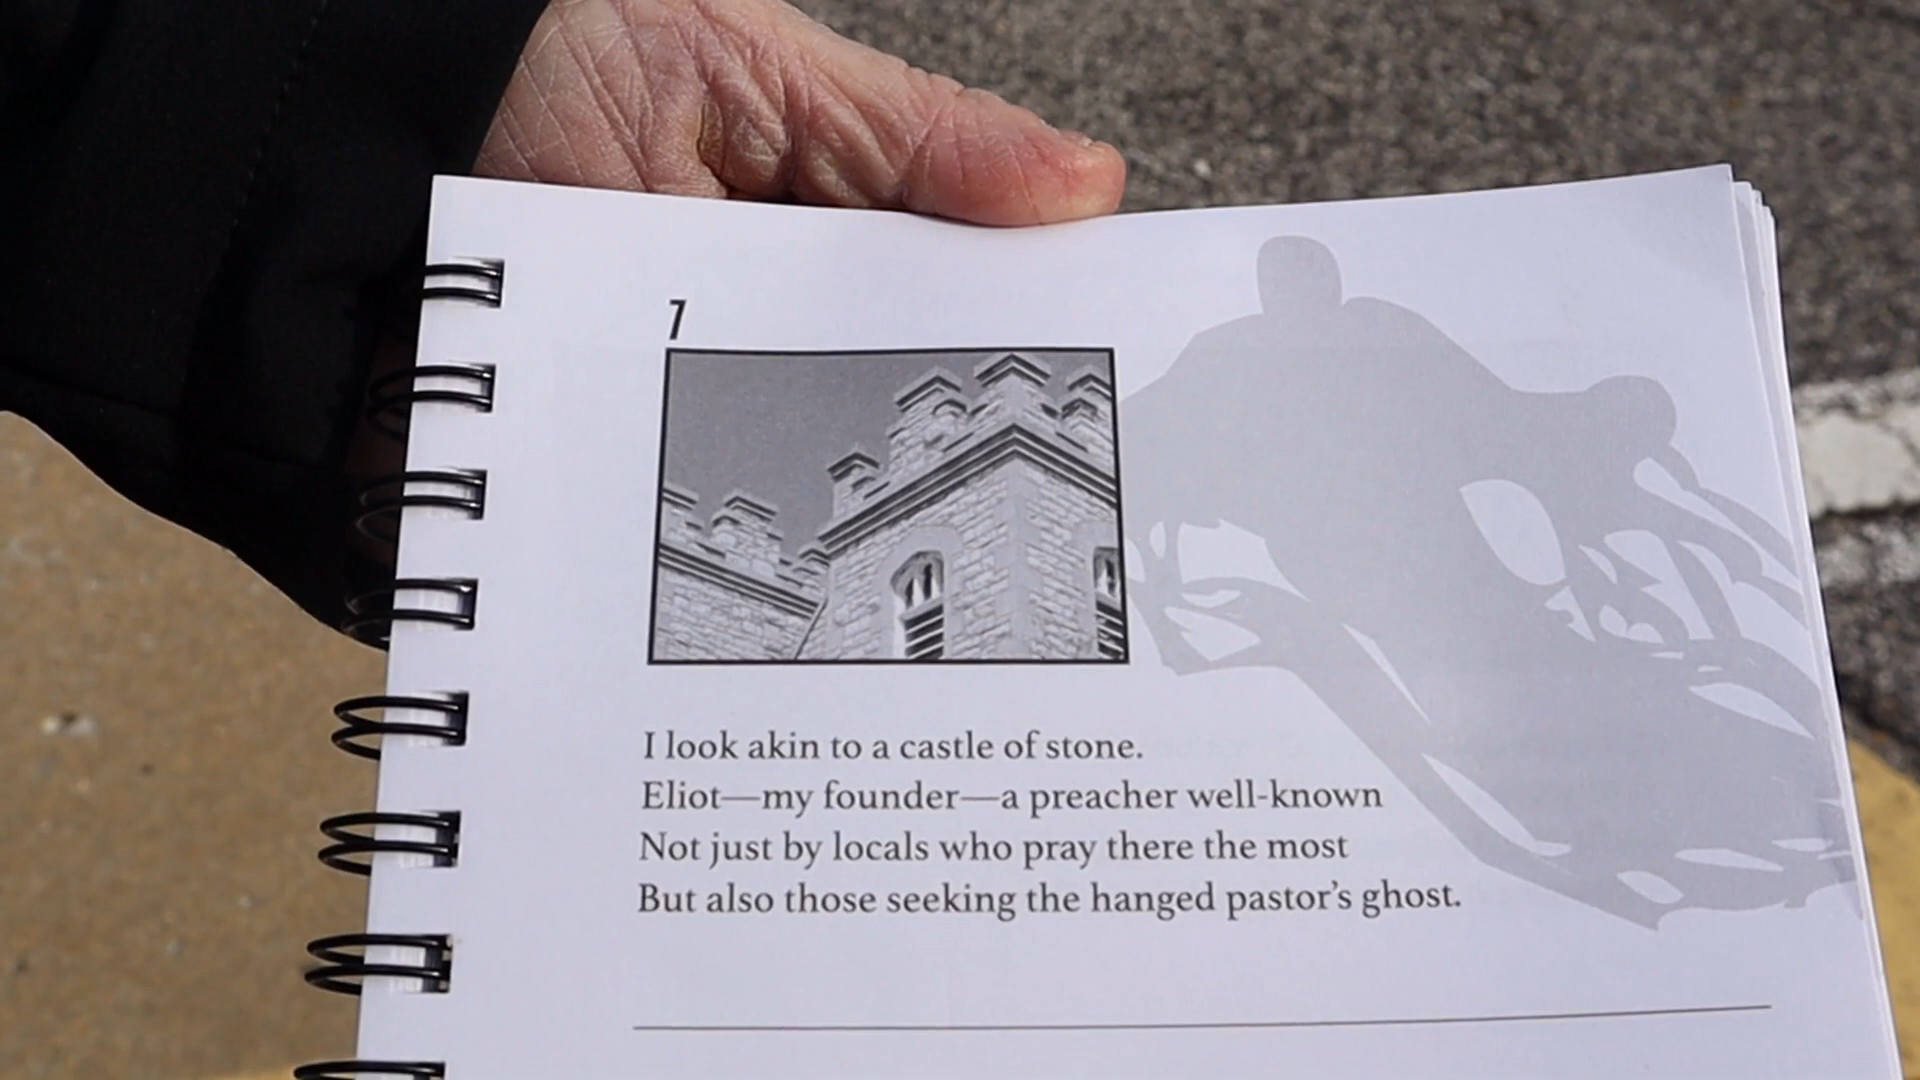 7
I look akin to a castle of stone.
Eliot—my founder—a preacher well-known
Not just by locals who pray there the most
But also those seeking the hanged pastor's ghost.